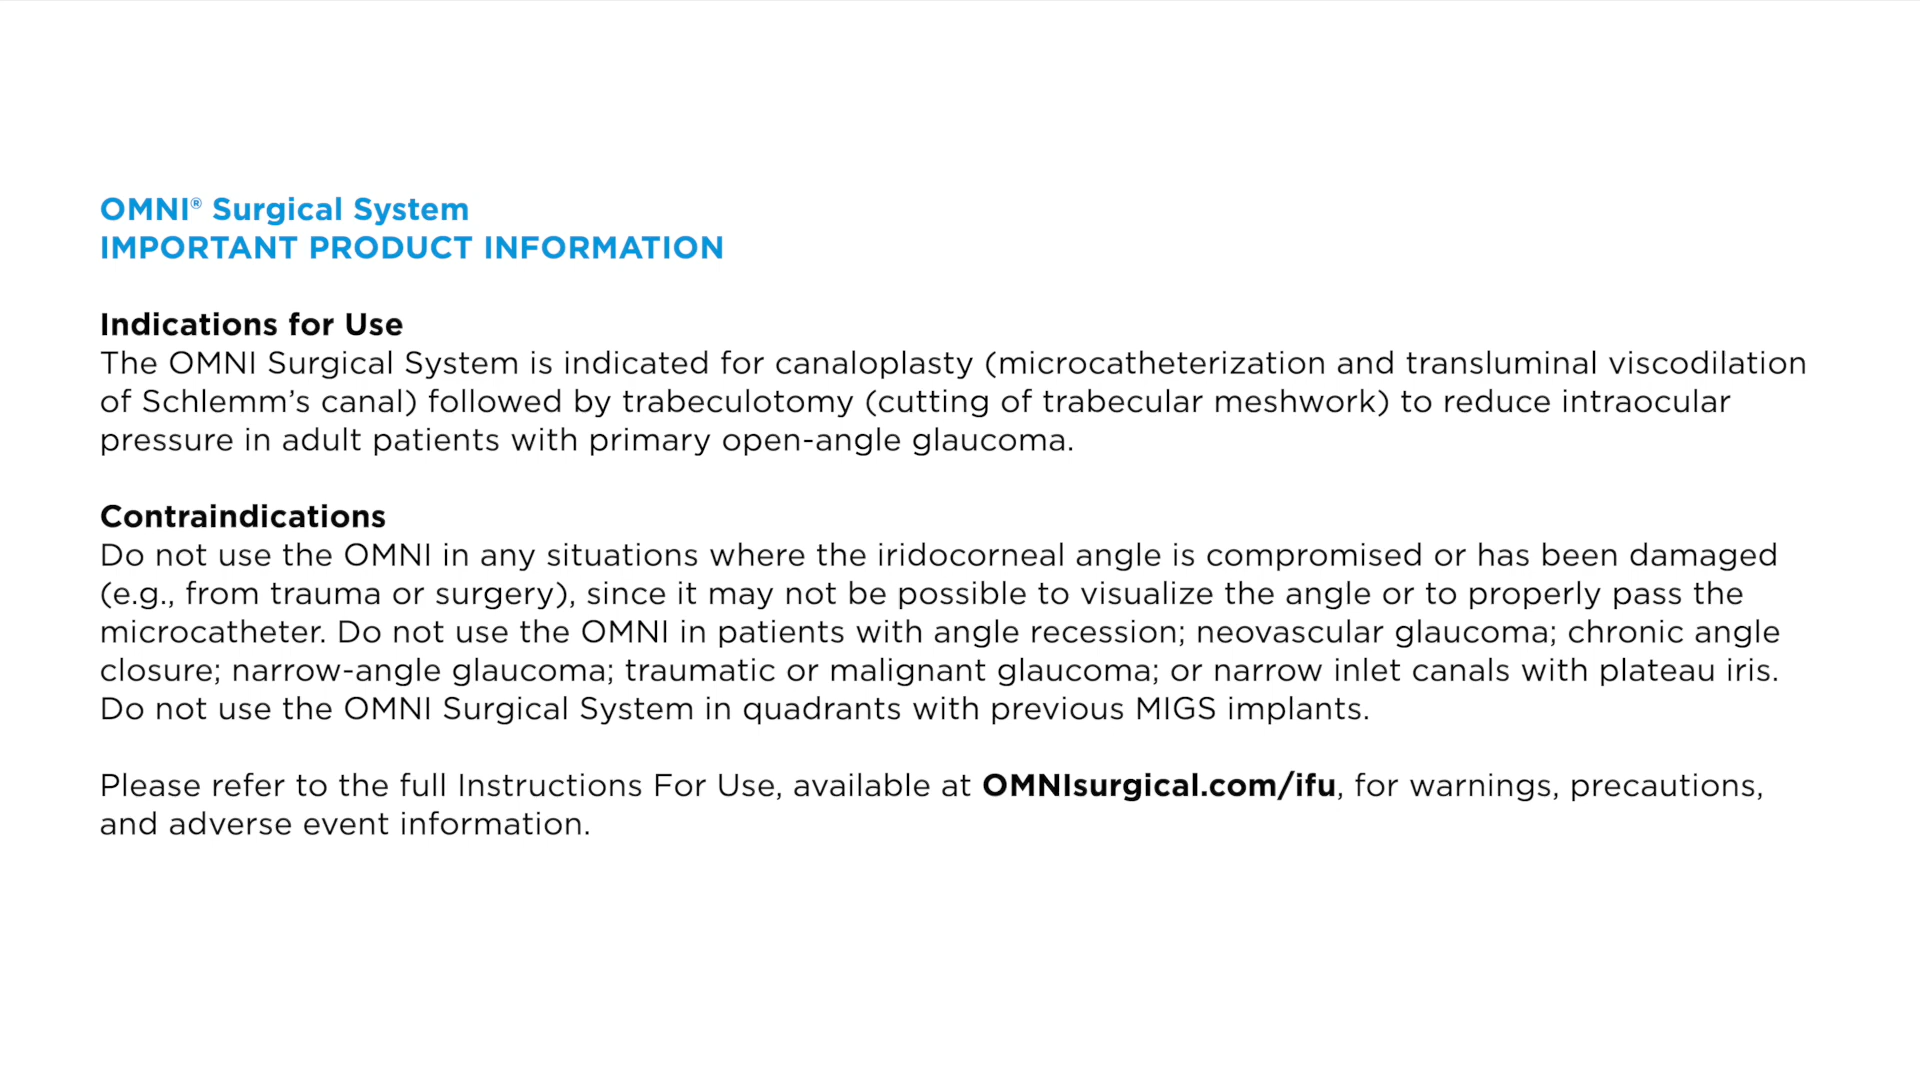 OMNI® Surgical System
IMPORTANT PRODUCT INFORMATION
Indications for Use
The OMNI Surgical System is indicated for canaloplasty (microcatheterization and transluminal viscodilation
of Schlemm’s canal) followed by trabeculotomy (cutting of trabecular meshwork) to reduce intraocular
pressure in adult patients with primary open-angle glaucoma.
Contraindications
Do not use the OMNI in any situations where the iridocorneal angle is compromised or has been damaged
(e.g., from trauma or surgery), since it may not be possible to visualize the angle or to properly pass the
microcatheter. Do not use the OMNI in patients with angle recession; neovascular glaucoma; chronic angle
closure; narrow-angle glaucoma; traumatic or malignant glaucoma; or narrow inlet canals with plateau iris.
Do not use the OMNI Surgical System in quadrants with previous MIGS implants.
Please refer to the full Instructions For Use, available at OMNIsurgical.com/ifu, for warnings, precautions,
and adverse event information.